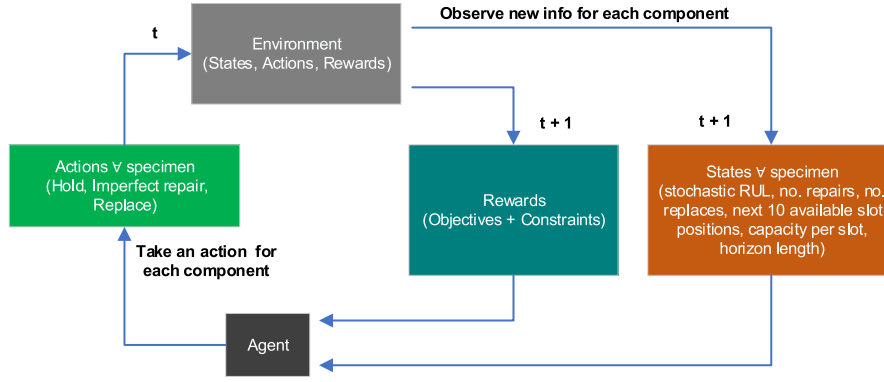 Observe new info for each component
t
Environment
(States, Actions, Rewards)
t + 1
t + 1
Actions ∀ specimen
(Hold, Imperfect repair,
Replace)
Rewards
(Objectives + Constraints)
States ∀ specimen
(stochastic RUL, no. repairs, no.
replaces, next 10 available slot
positions, capacity per slot,
horizon length)
Take an action for
each component
Agent